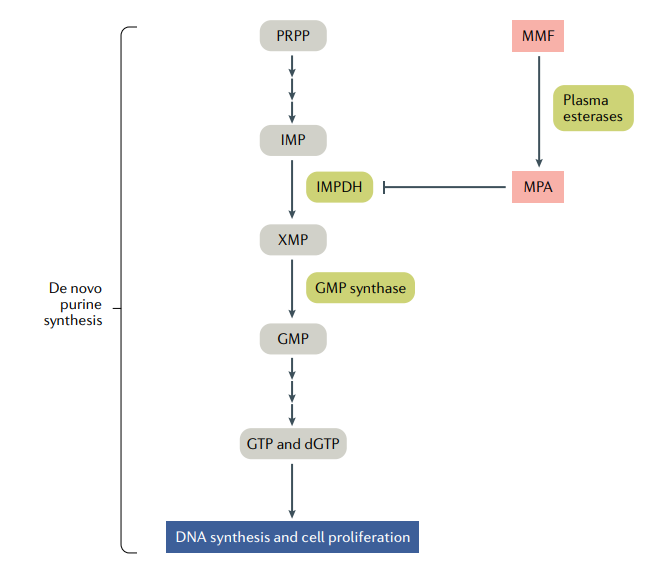 PRPP
MMF
Plasma
esterases
IMP
IMPDH
MPA
XMP
De novo
purine
synthesis
GMP synthase
GMP
GTP and dGTP
DNA synthesis and cell proliferation